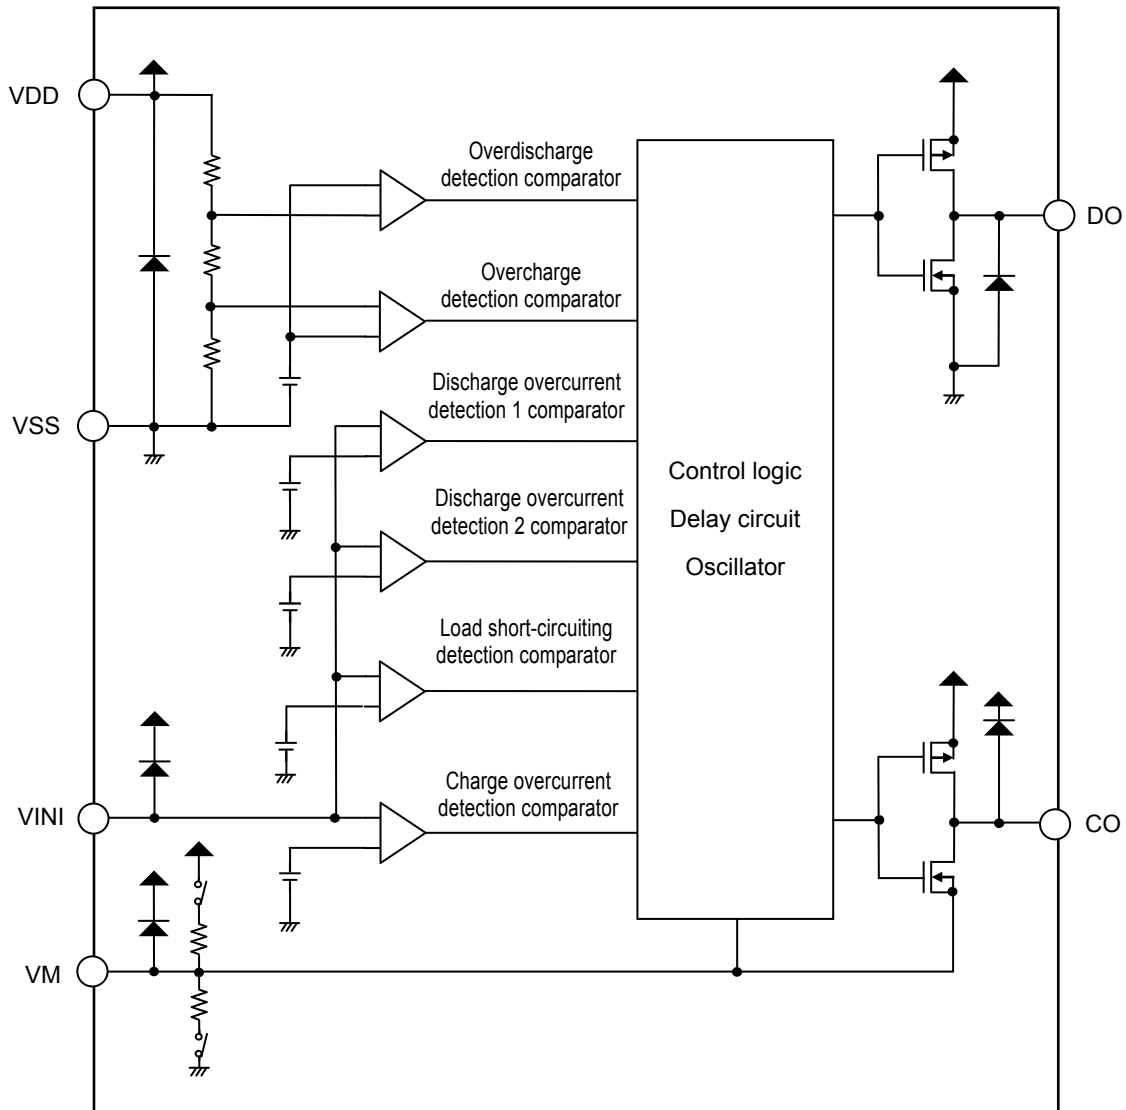 VDD
VSS
VINI
VM
Overdischarge
detection comparator
Overcharge
detection comparator
Discharge overcurrent
detection 1 comparator
Discharge overcurrent
detection 2 comparator
Load short-circuiting
detection comparator
Charge overcurrent
detection comparator
Control logic
Delay circuit
Oscillator
DO
CO